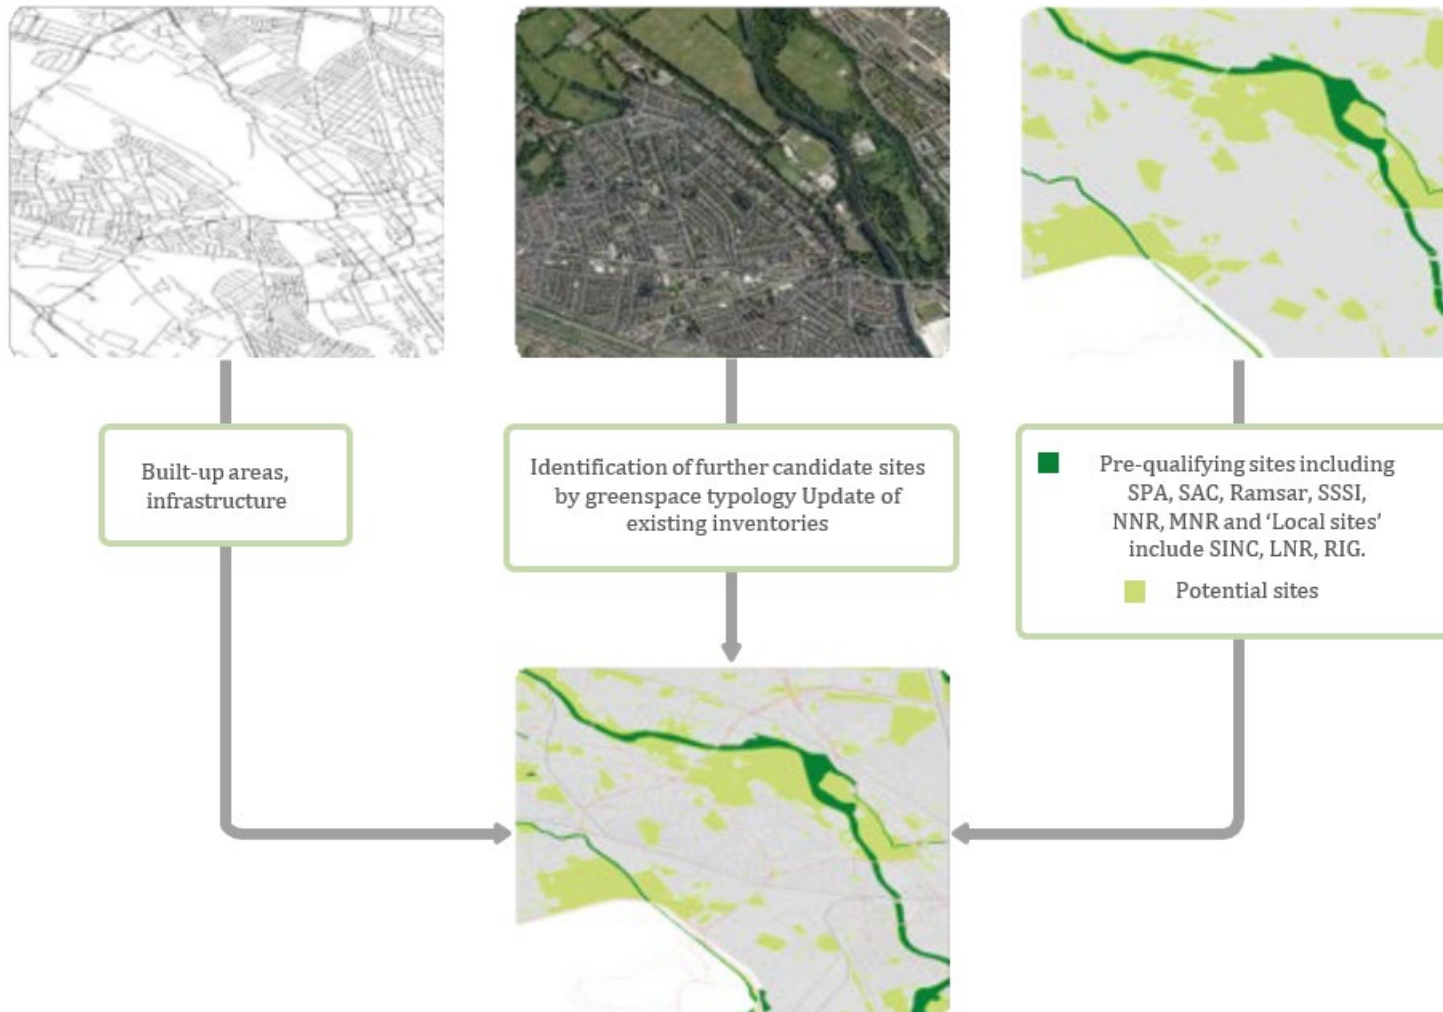 Built-up areas,
infrastructure
Identification of further candidate sites
by greenspace typology Update of
existing inventories
Pre-qualifying sites including
SPA, SAC, Ramsar, SSSI,
NNR, MNR and ‘Local sites’
include SINC, LNR, RIG.
Potential sites